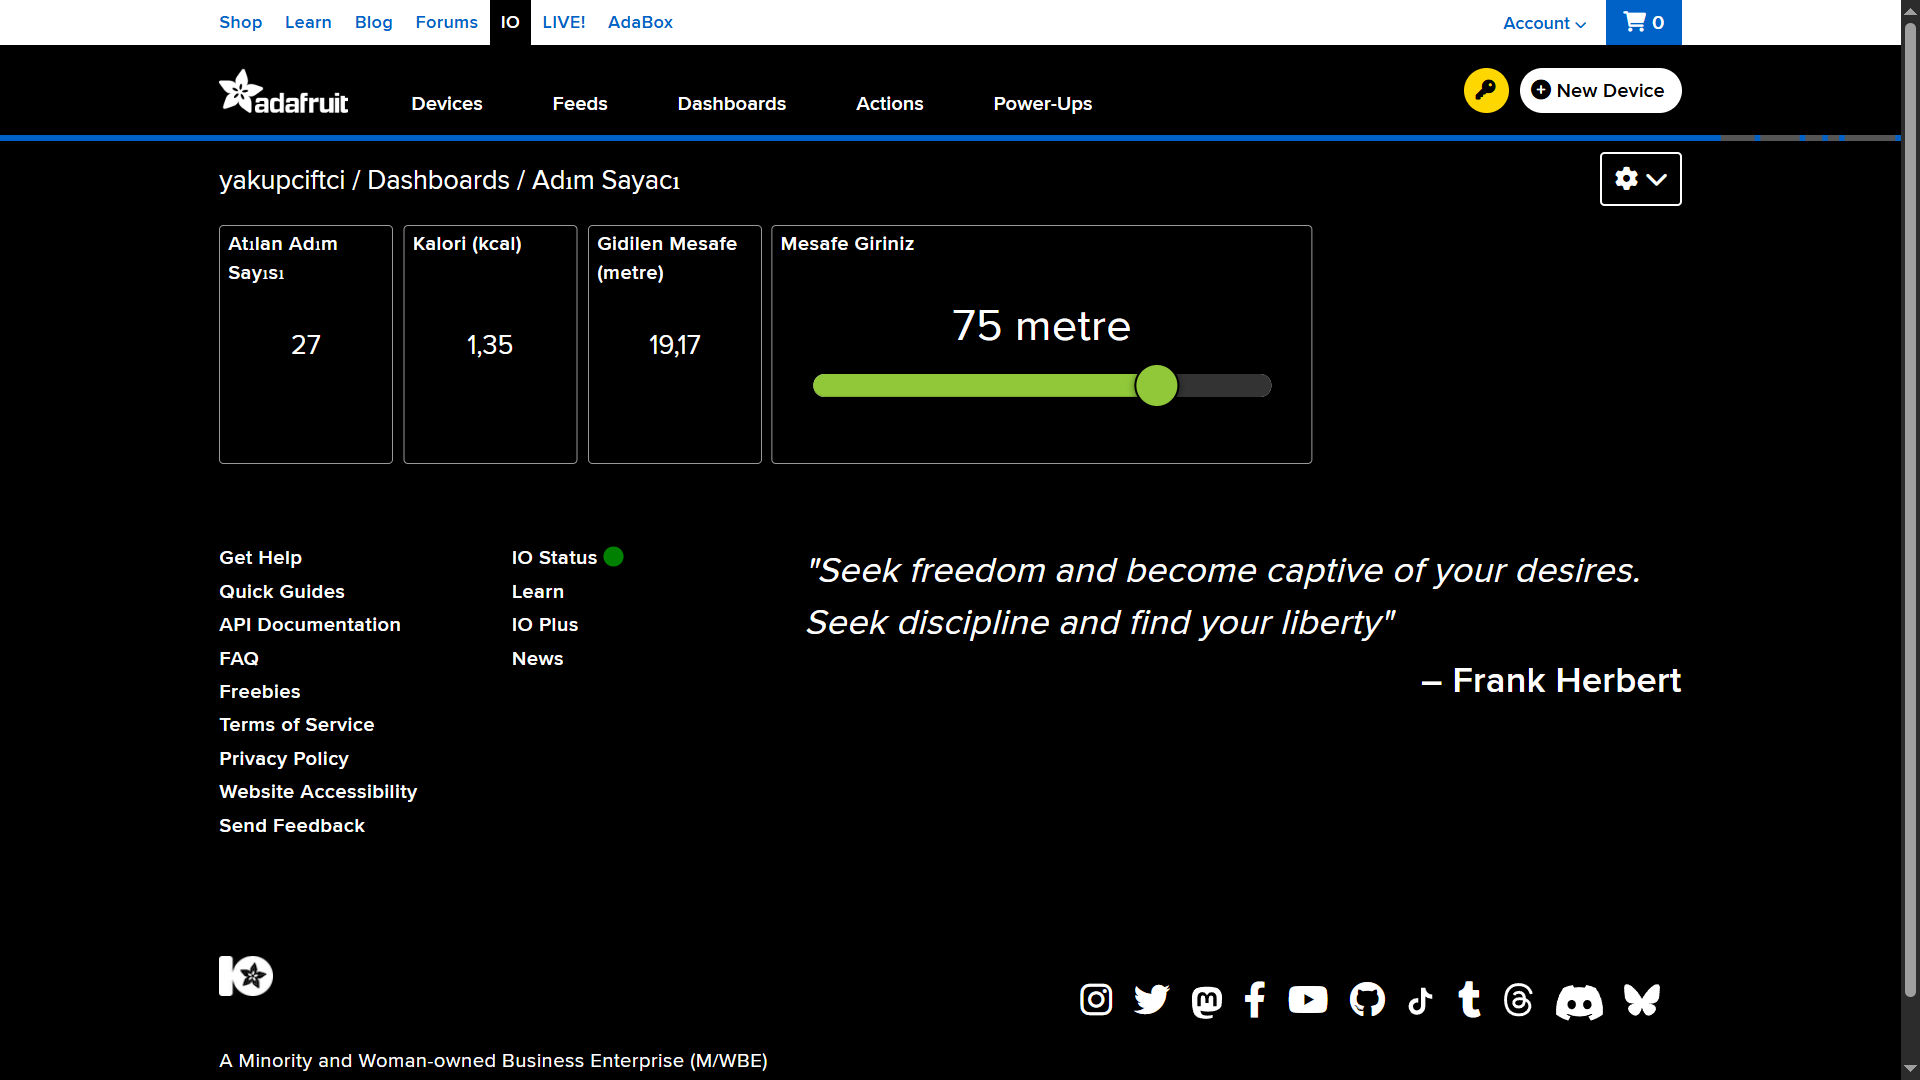 Shop Learn Blog Forums IO LIVE! AdaBox Account 0
adafruit Devices Feeds Dashboards Actions Power-Ups New Device
yakupciftci / Dashboards / Adım Sayacı
Atılan Adım Sayısı
27
Kalori (kcal)
1,35
Gidilen Mesafe (metre)
19,17
Mesafe Giriniz
75 metre
Get Help
Quick Guides
API Documentation
FAQ
Freebies
Terms of Service
Privacy Policy
Website Accessibility
Send Feedback
IO Status
Learn
IO Plus
News
"Seek freedom and become captive of your desires.
Seek discipline and find your liberty"
– Frank Herbert
IO
A Minority and Woman-owned Business Enterprise (M/WBE)